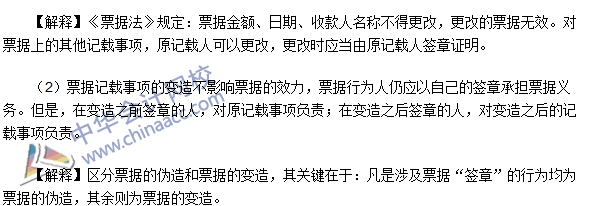 【解释】《票据法》规定：票据金额、日期、收款人名称不得更改，更改的票据无效。对
票据上的其他记载事项，原记载人可以更改，更改时应当由原记载人签章证明。
（2）票据记载事项的变造不影响票据的效力，票据行为人仍应以自己的签章承担票据义
务。但是，在变造之前签章的人，对原记载事项负责；在变造之后签章的人，对变造之后的记
载事项负责。
中华会计网校
www.chinaacc.com
【解释】区分票据的伪造和票据的变造，其关键在于：凡是涉及票据“签章”的行为均为
票据的伪造，其余则为票据的变造。